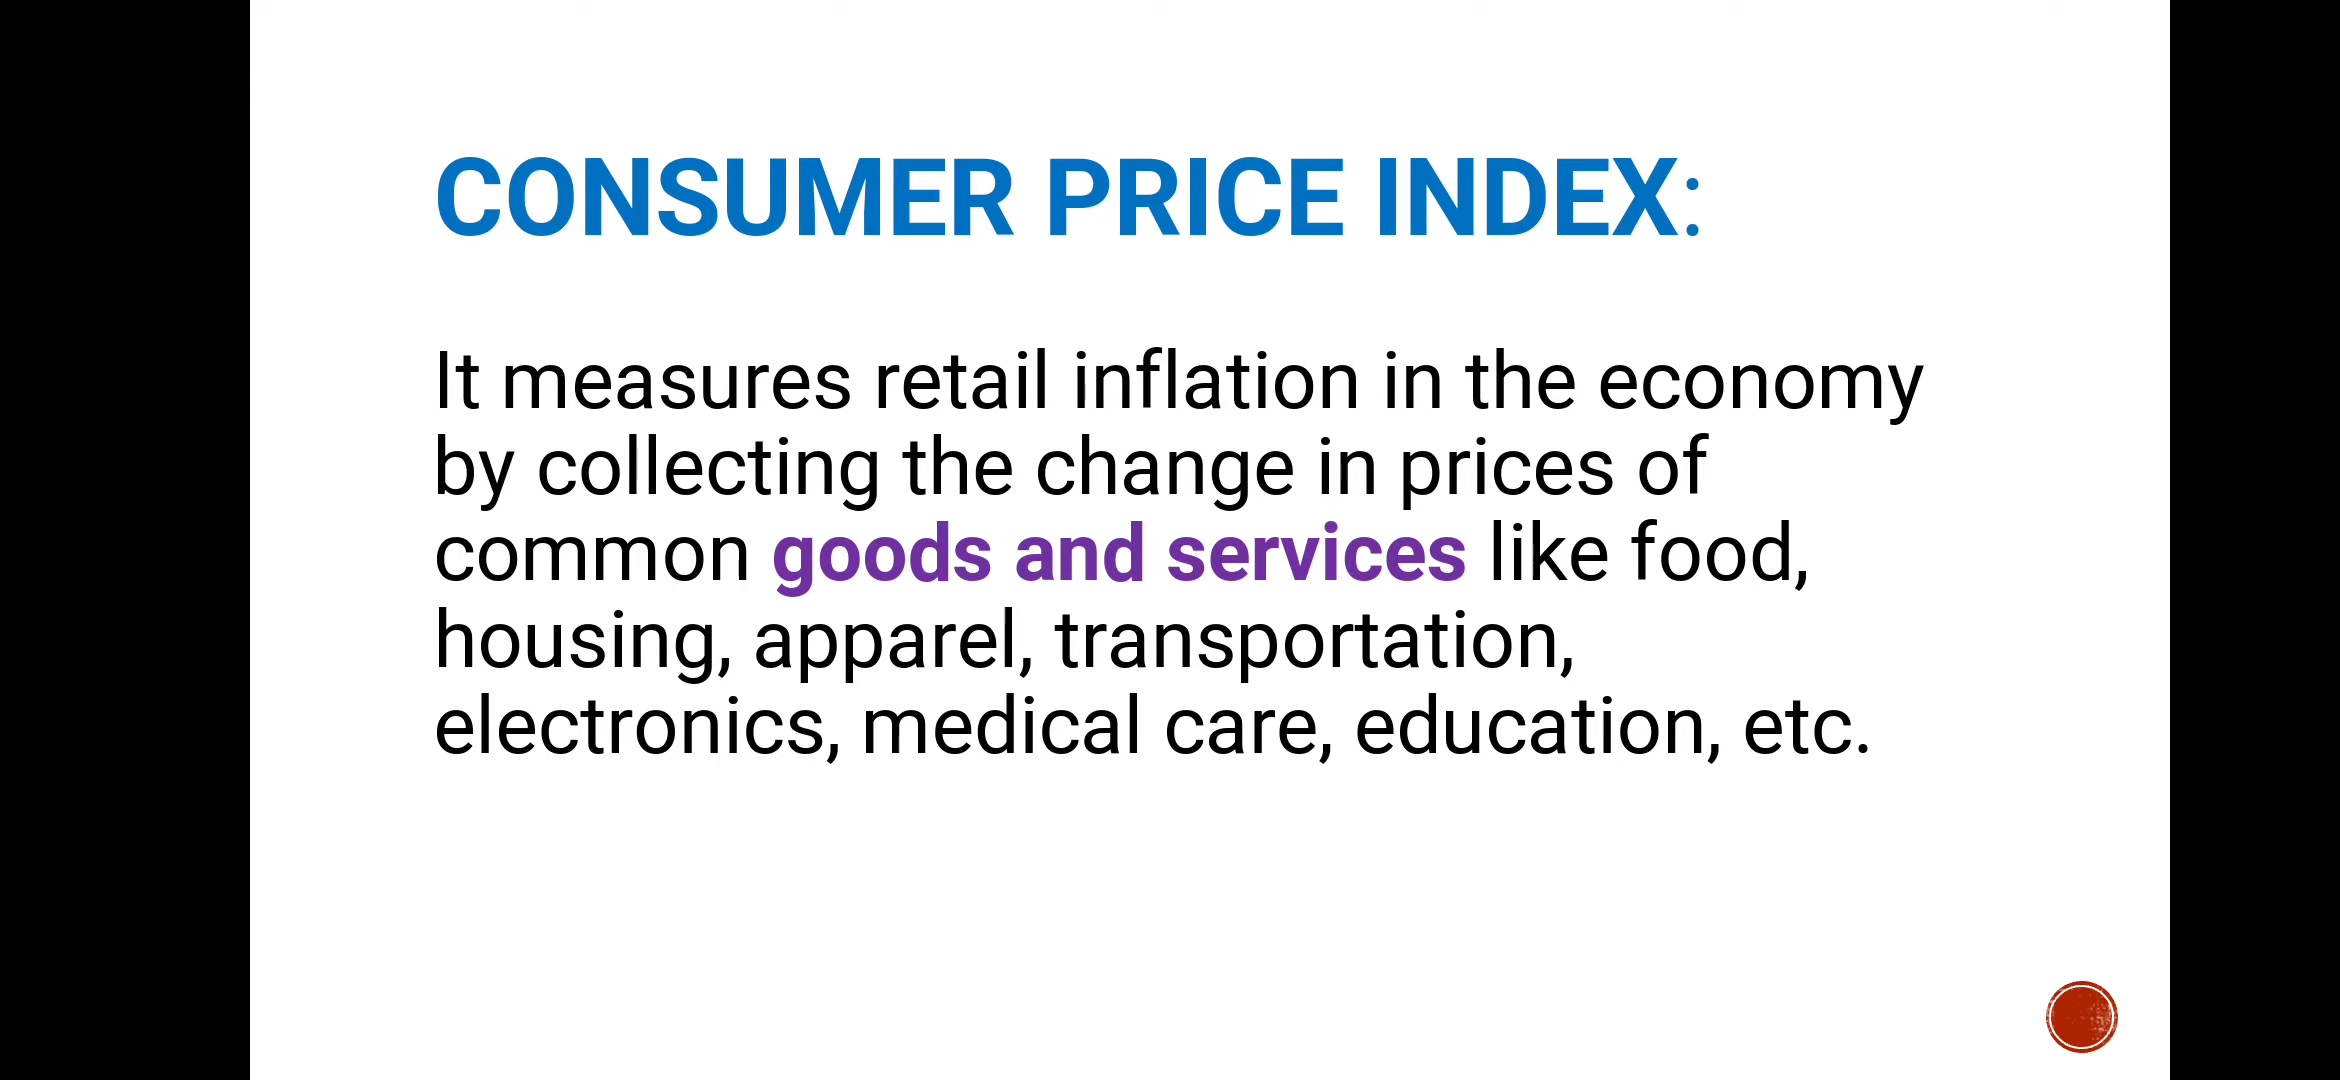 CONSUMER PRICE INDEX:
It measures retail inflation in the economy
by collecting the change in prices of
common goods and services like food,
housing, apparel, transportation,
electronics, medical care, education, etc.